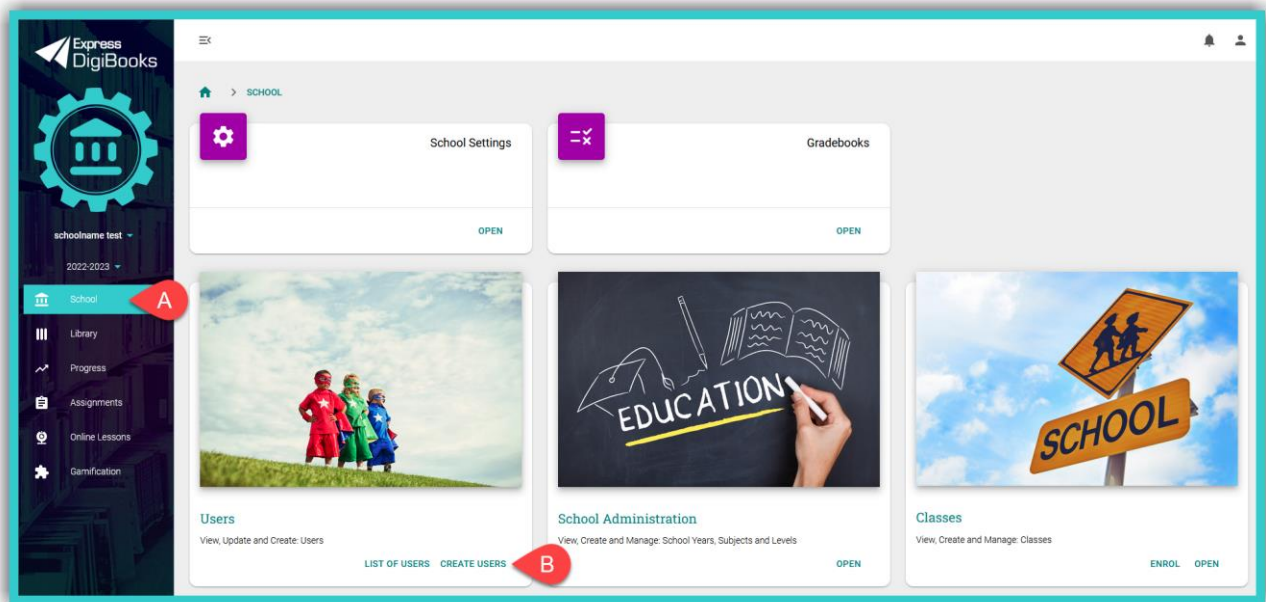 Express
DigiBooks
SCHOOL
School Settings
Gradebooks
OPEN
OPEN
schoolname test
2022-2023
School
A
Library
Progress
Assignments
Online Lessons
Gamification
EDUCATION
SCHOOL
Users
View, Update and Create: Users
LIST OF USERS CREATE USERS
B
School Administration
View, Create and Manage: School Years, Subjects and Levels
OPEN
Classes
View, Create and Manage: Classes
ENROL OPEN